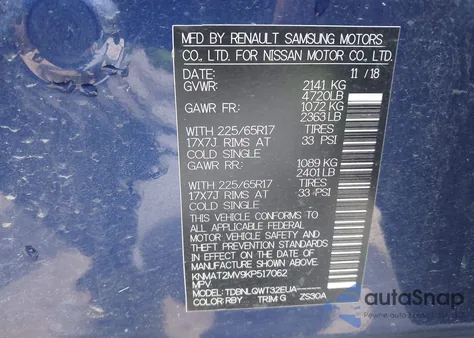 MFD BY RENAULT SAMSUNG MOTORS
CO., LTD. FOR NISSAN MOTOR CO., LTD.
DATE: 11 / 18
GVWR: 2141 KG
4720LB
GAWR FR: 1072 KG
2363LB
WITH 225/65R17 TIRES
17X7J RIMS AT 33 PSI
COLD SINGLE
GAWR RR: 1089 KG
2401LB
WITH 225/65R17 TIRES
17X7J RIMS AT 33 PSI
COLD SINGLE
THIS VEHICLE CONFORMS TO
ALL APPLICABLE FEDERAL
MOTOR VEHICLE SAFETY AND
THEFT PREVENTION STANDARDS
IN EFFECT ON THE DATE OF
MANUFACTURE SHOWN ABOVE.
KNMAT2MV9KP517062
MPV
MODEL:TDBNLQWT32EUA
COLOR:RBY TRIM:G ZS30A
autoSnap